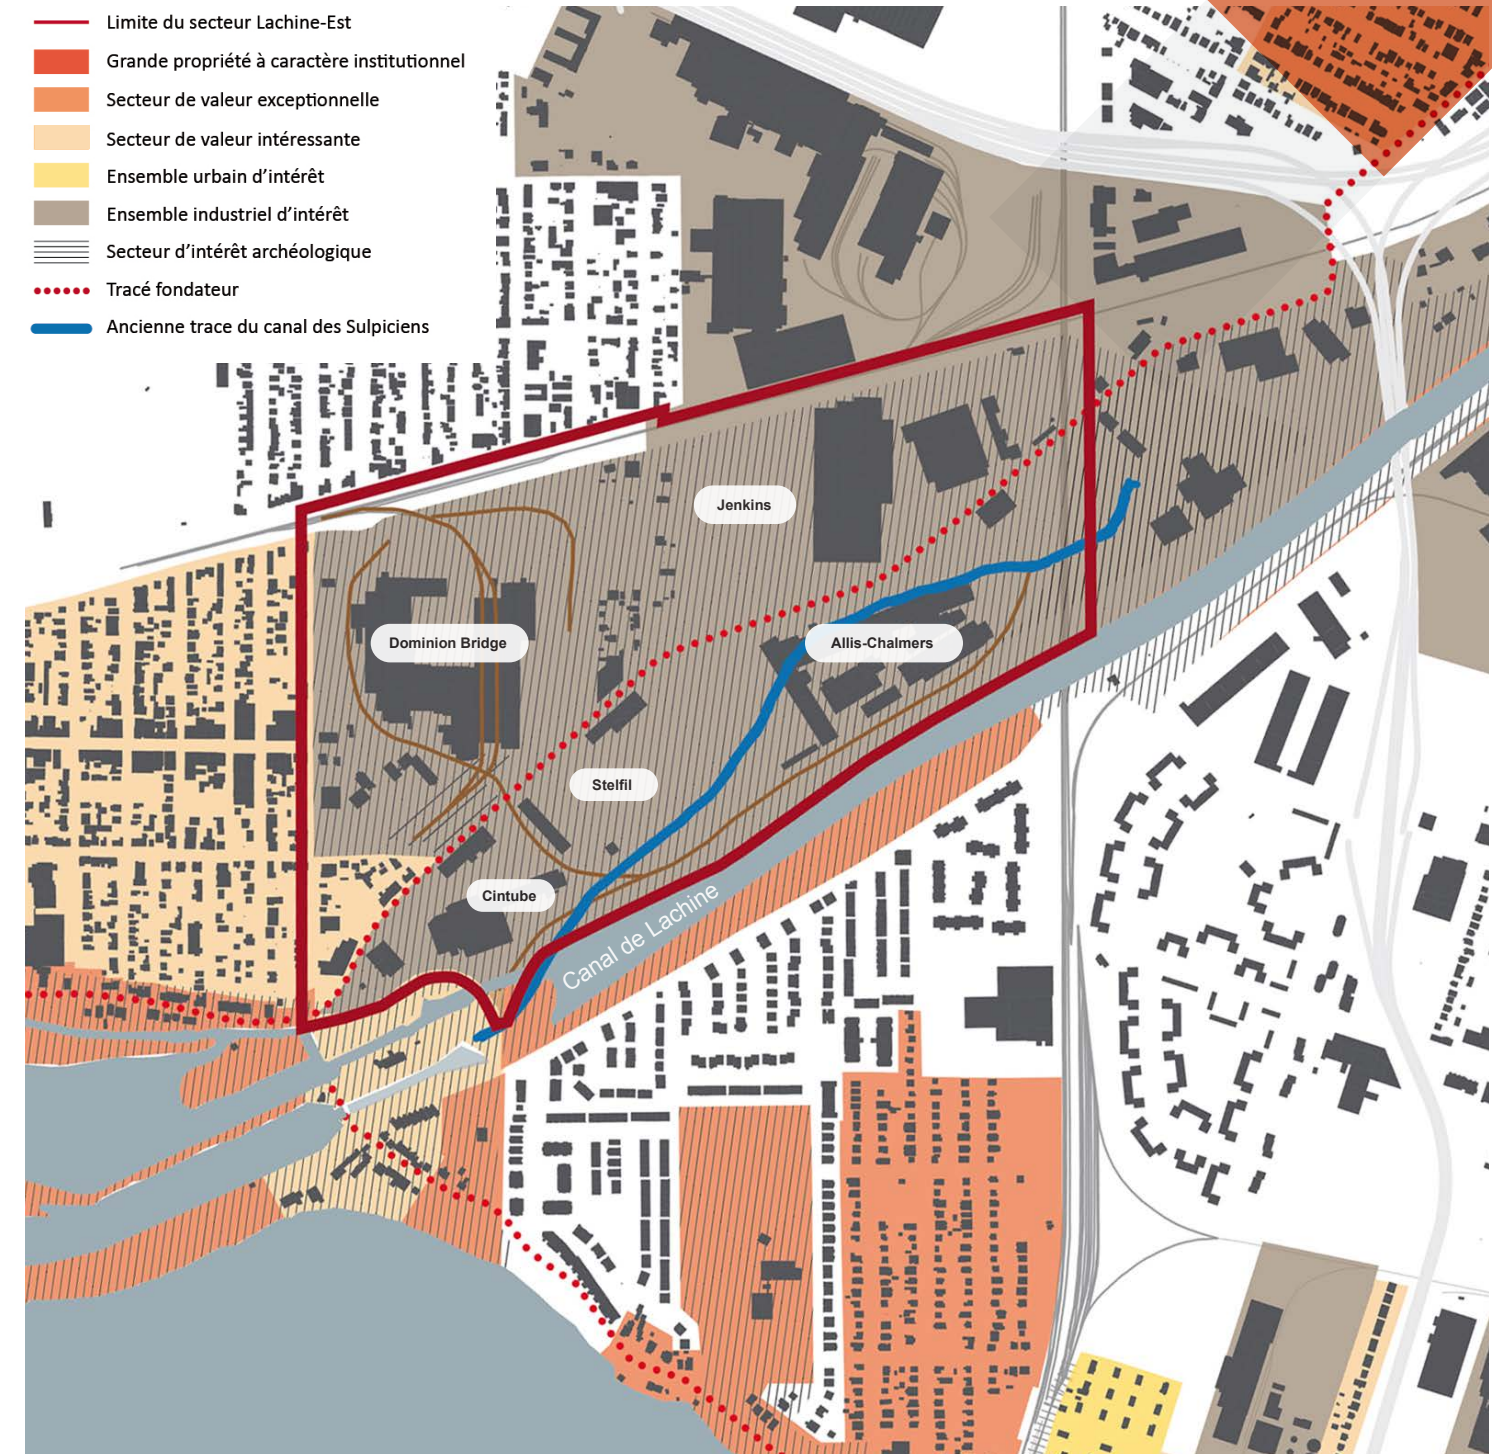 Limite du secteur Lachine-Est
Grande propriété à caractère institutionnel
Secteur de valeur exceptionnelle
Secteur de valeur intéressante
Ensemble urbain d'intérêt
Ensemble industriel d'intérêt
Secteur d'intérêt archéologique
Tracé fondateur
Ancienne trace du canal des Sulpiciens
Jenkins
Dominion Bridge
Allis-Chalmers
Stelfil
Cintube
Canal de Lachine